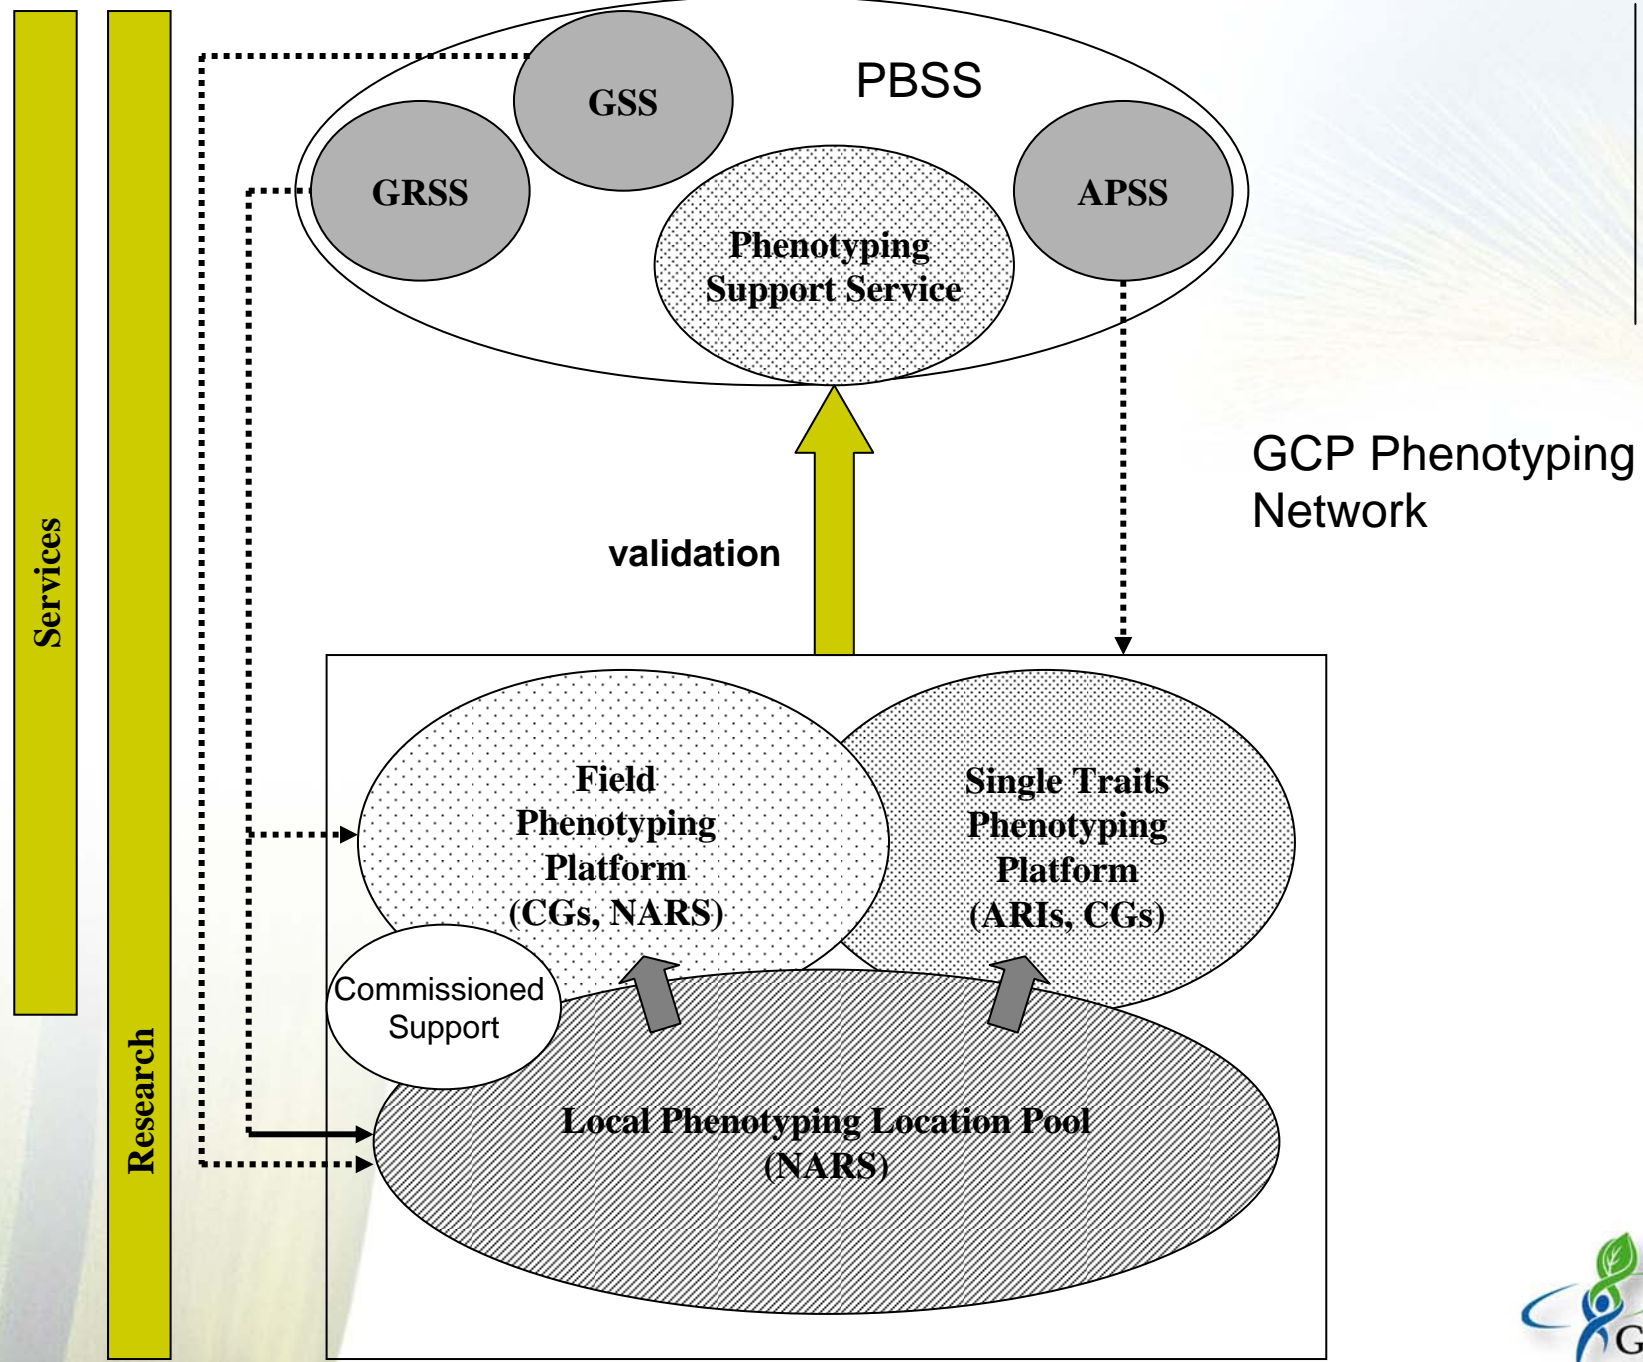 PBSS
GSS
GRSS
APSS
Phenotyping
Support Service
GCP Phenotyping
Network
validation
Services
Research
Field
Phenotyping
Platform
(CGs, NARS)
Single Traits
Phenotyping
Platform
(ARIs, CGs)
Commissioned
Support
Local Phenotyping Location Pool
(NARS)
G